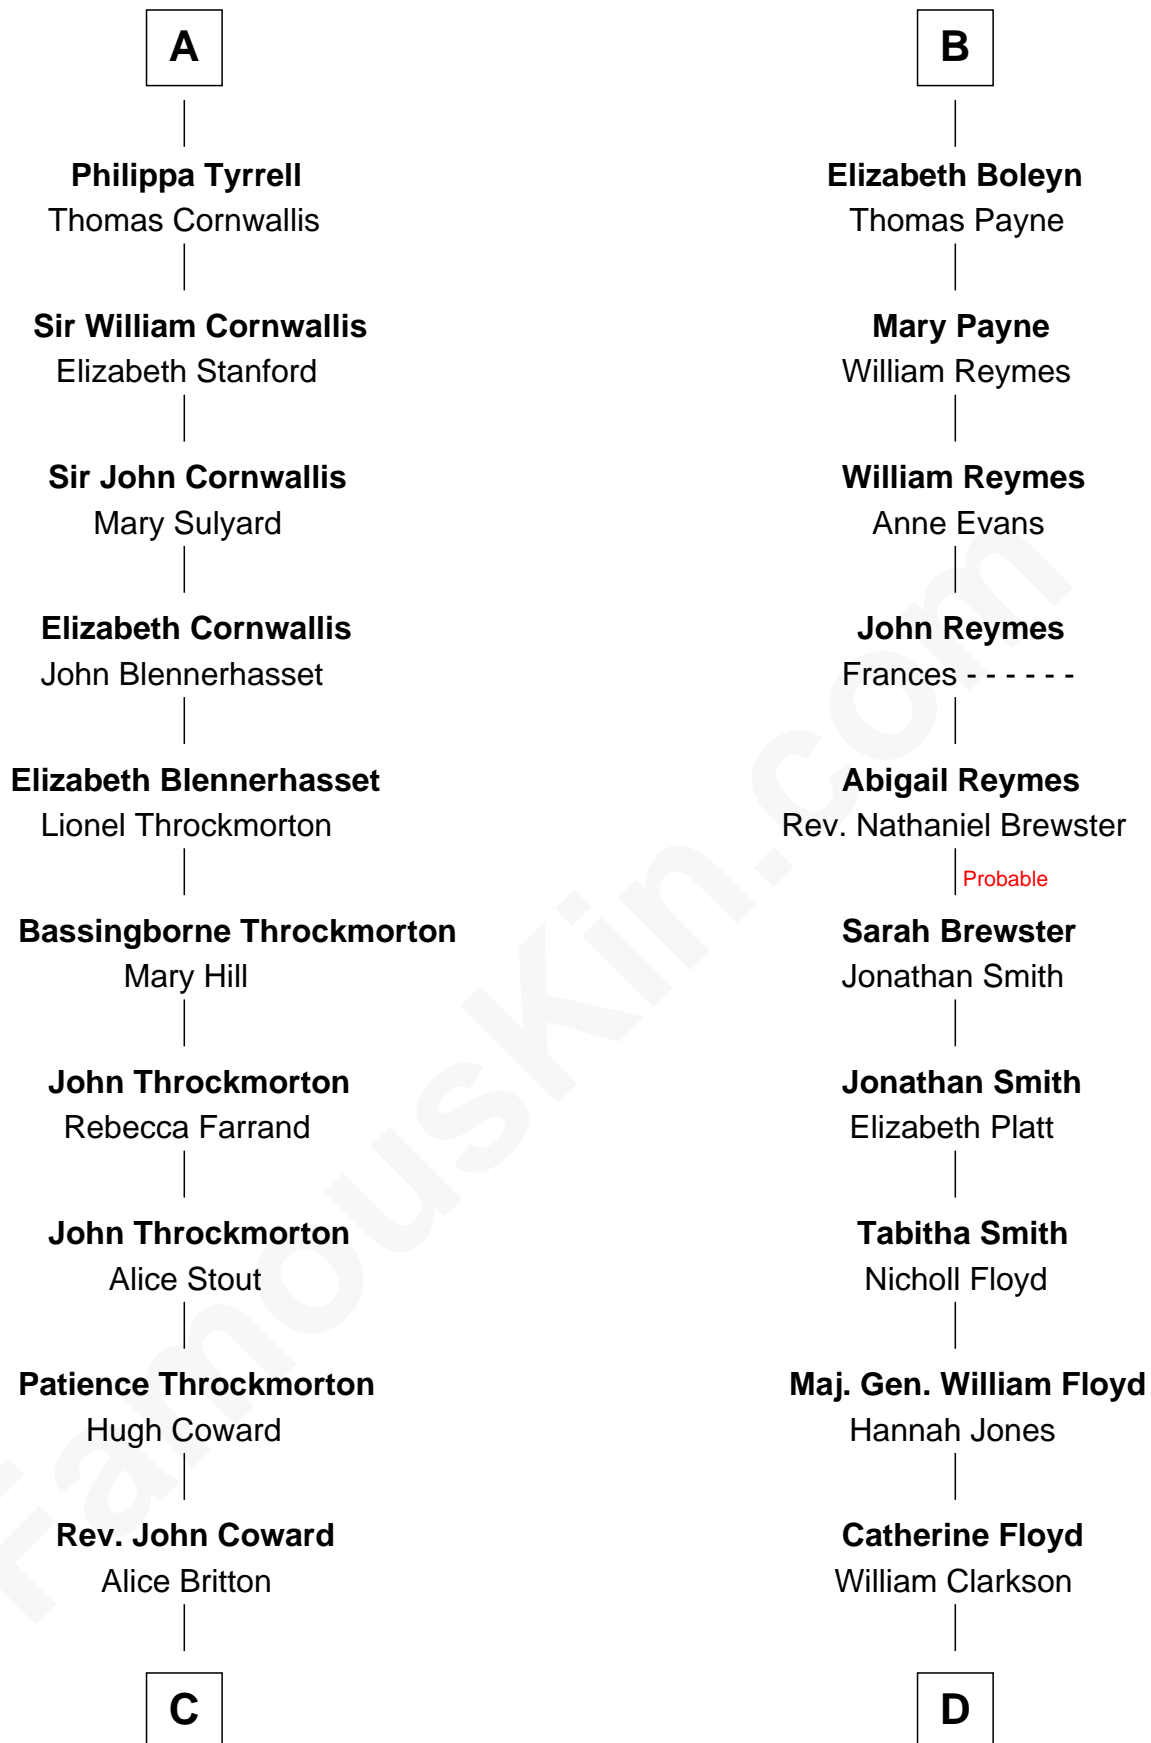 A
Philippa Tyrrell
Thomas Cornwallis
Sir William Cornwallis
Elizabeth Stanford
Sir John Cornwallis
Mary Sulyard
Elizabeth Cornwallis
John Blennerhasset
Elizabeth Blennerhasset
Lionel Throckmorton
Bassingborne Throckmorton
Mary Hill
John Throckmorton
Rebecca Farrand
John Throckmorton
Alice Stout
Patience Throckmorton
Hugh Coward
Rev. John Coward
Alice Britton
C
B
Elizabeth Boleyn
Thomas Payne
Mary Payne
William Reymes
William Reymes
Anne Evans
John Reymes
Frances - - - - - -
Abigail Reymes
Rev. Nathaniel Brewster
Probable
Sarah Brewster
Jonathan Smith
Jonathan Smith
Elizabeth Platt
Tabitha Smith
Nicholl Floyd
Maj. Gen. William Floyd
Hannah Jones
Catherine Floyd
William Clarkson
D
FamousKin.com